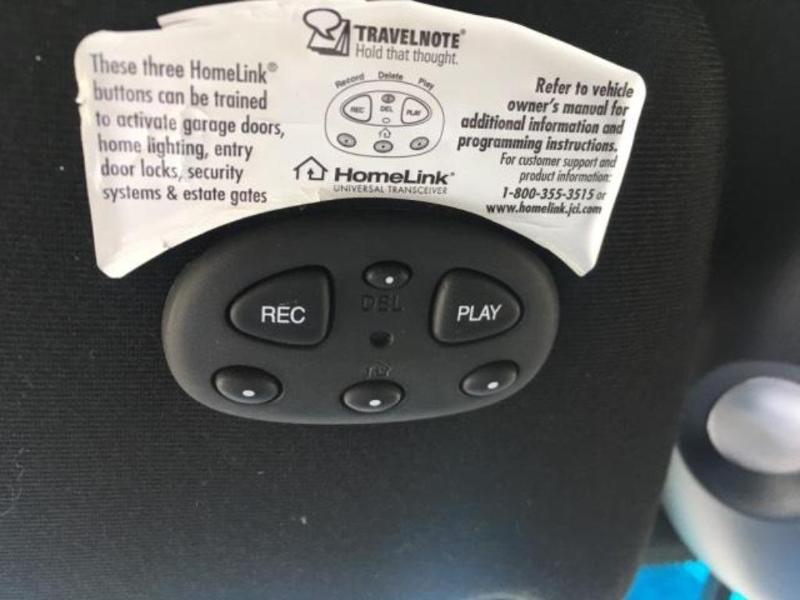 TRAVELNOTE®
Hold that thought.
These three HomeLink®
buttons can be trained
to activate garage doors,
home lighting, entry
door locks, security
systems & estate gates
Record Delete Play
REC DEL PLAY
HomeLink®
UNIVERSAL TRANSCEIVER
Refer to vehicle
owner's manual for
additional information and
programming instructions.
For customer support and
product information:
1-800-355-3515 or
www.homelink.jci.com
REC
DEL
PLAY